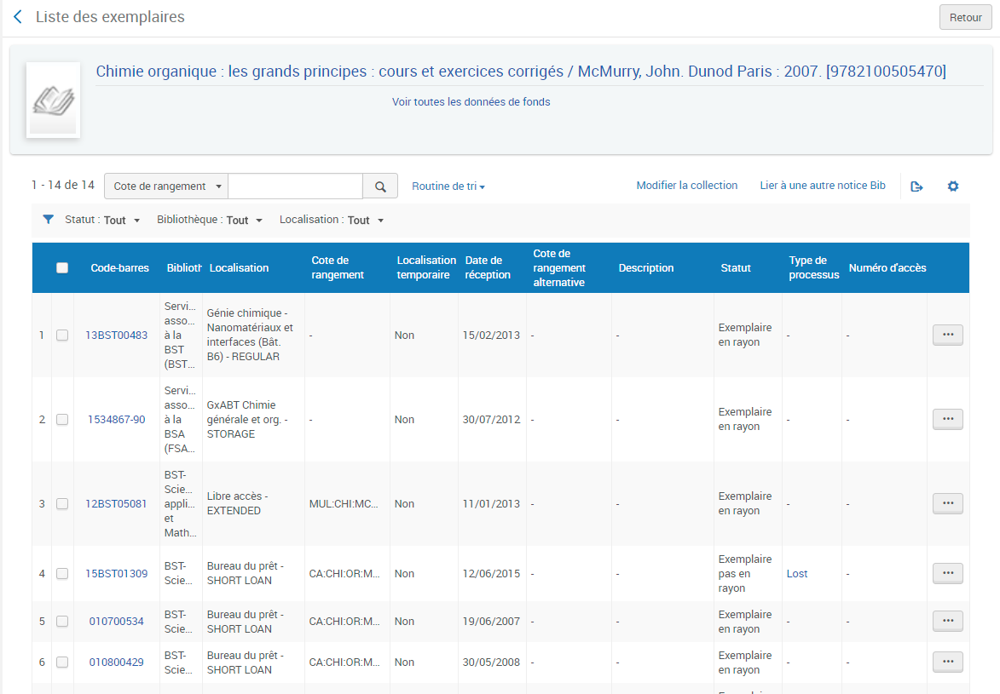 Liste des exemplaires
Retour
Chimie organique : les grands principes : cours et exercices corrigés / McMurry, John. Dunod Paris : 2007. [9782100505470]
Voir toutes les données de fonds
1 - 14 de 14 Cote de rangement Routine de tri Modifier la collection Lier à une autre notice Bib
Statut : Tout Bibliothèque : Tout Localisation : Tout
Code-barres Biblioth Localisation Cote de rangement Localisation temporaire Date de réception Cote de rangement alternative Description Statut Type de processus Numéro d'accès
1 13BST00483 Servi... asso... à la BST (BST... Génie chimique - Nanomatériaux et interfaces (Bât. B6) - REGULAR - Non 15/02/2013 - - Exemplaire en rayon - - ...
2 1534867-90 Servi... asso... à la BSA (FSA... GxABT Chimie générale et org. - STORAGE - Non 30/07/2012 - - Exemplaire en rayon - - ...
3 12BST05081 BST- Scie... appli... et Math... Libre accès - EXTENDED MUL:CHI:MC... Non 11/01/2013 - - Exemplaire en rayon - - ...
4 15BST01309 BST- Scie... Bureau du prêt - SHORT LOAN CA:CHI:OR:M... Non 12/06/2015 - - Exemplaire pas en rayon Lost - ...
5 010700534 BST- Scie... Bureau du prêt - SHORT LOAN CA:CHI:OR:M... Non 19/06/2007 - - Exemplaire en rayon - - ...
6 010800429 BST- Scie... Bureau du prêt - SHORT LOAN CA:CHI:OR:M... Non 30/05/2008 - - Exemplaire en rayon - - ...